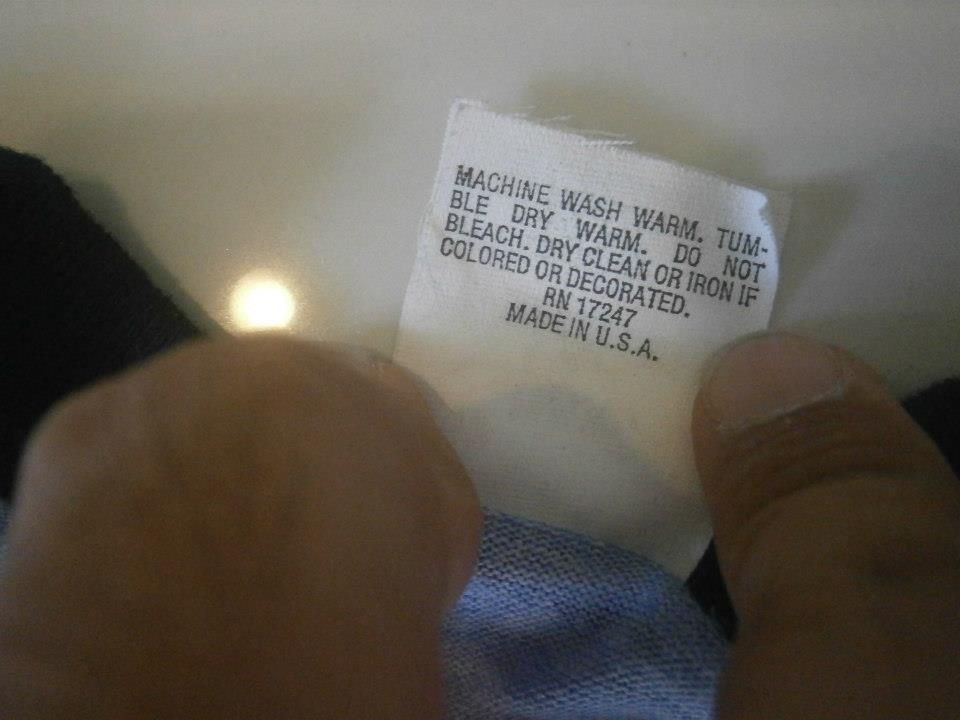 MACHINE WASH WARM. TUM-
BLE DRY WARM. DO NOT
BLEACH. DRY CLEAN OR IRON IF
COLORED OR DECORATED.
RN 17247
MADE IN U.S.A.